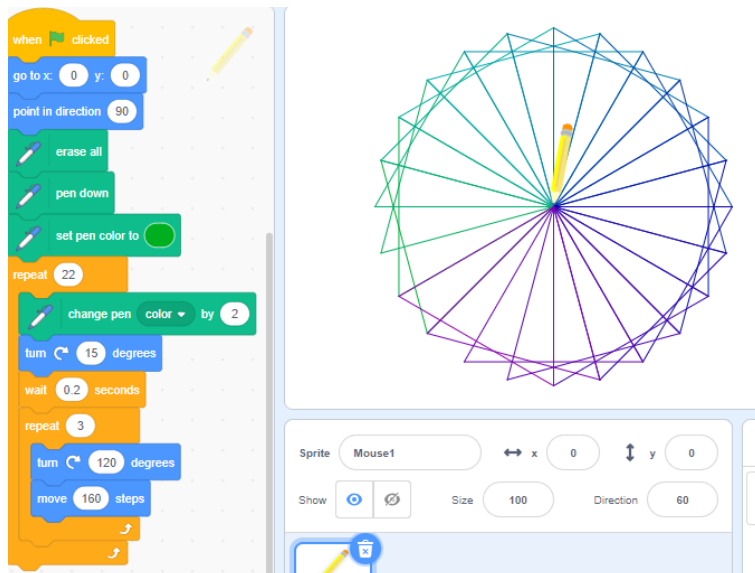 when clicked
go to x: 0 y: 0
point in direction 90
erase all
pen down
set pen color to
repeat 22
change pen color by 2
turn 15 degrees
wait 0.2 seconds
repeat 3
turn 120 degrees
move 160 steps
Sprite Mouse1 x 0 y 0
Show Size 100 Direction 60